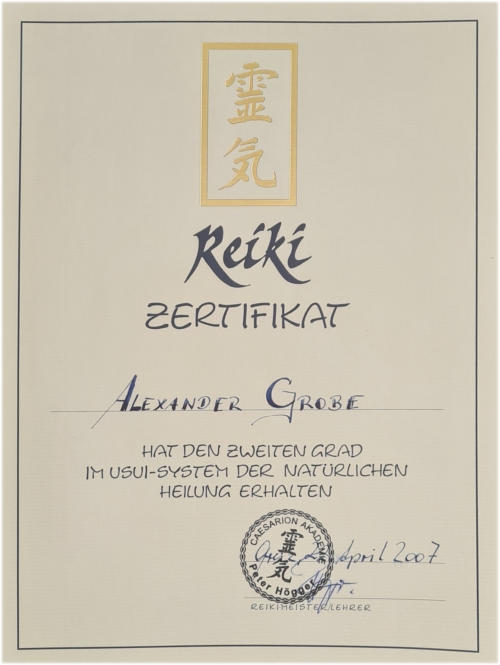 霊
気
Reiki
ZERTIFIKAT
ALEXANDER GROBE
HAT DEN ZWEITEN GRAD
IM USUI-SYSTEM DER NATÜRLICHEN
HEILUNG ERHALTEN
CAESARION AKADEMIE
霊
気
Peter Högger
April 2007
REIKIMEISTER/LEHRER